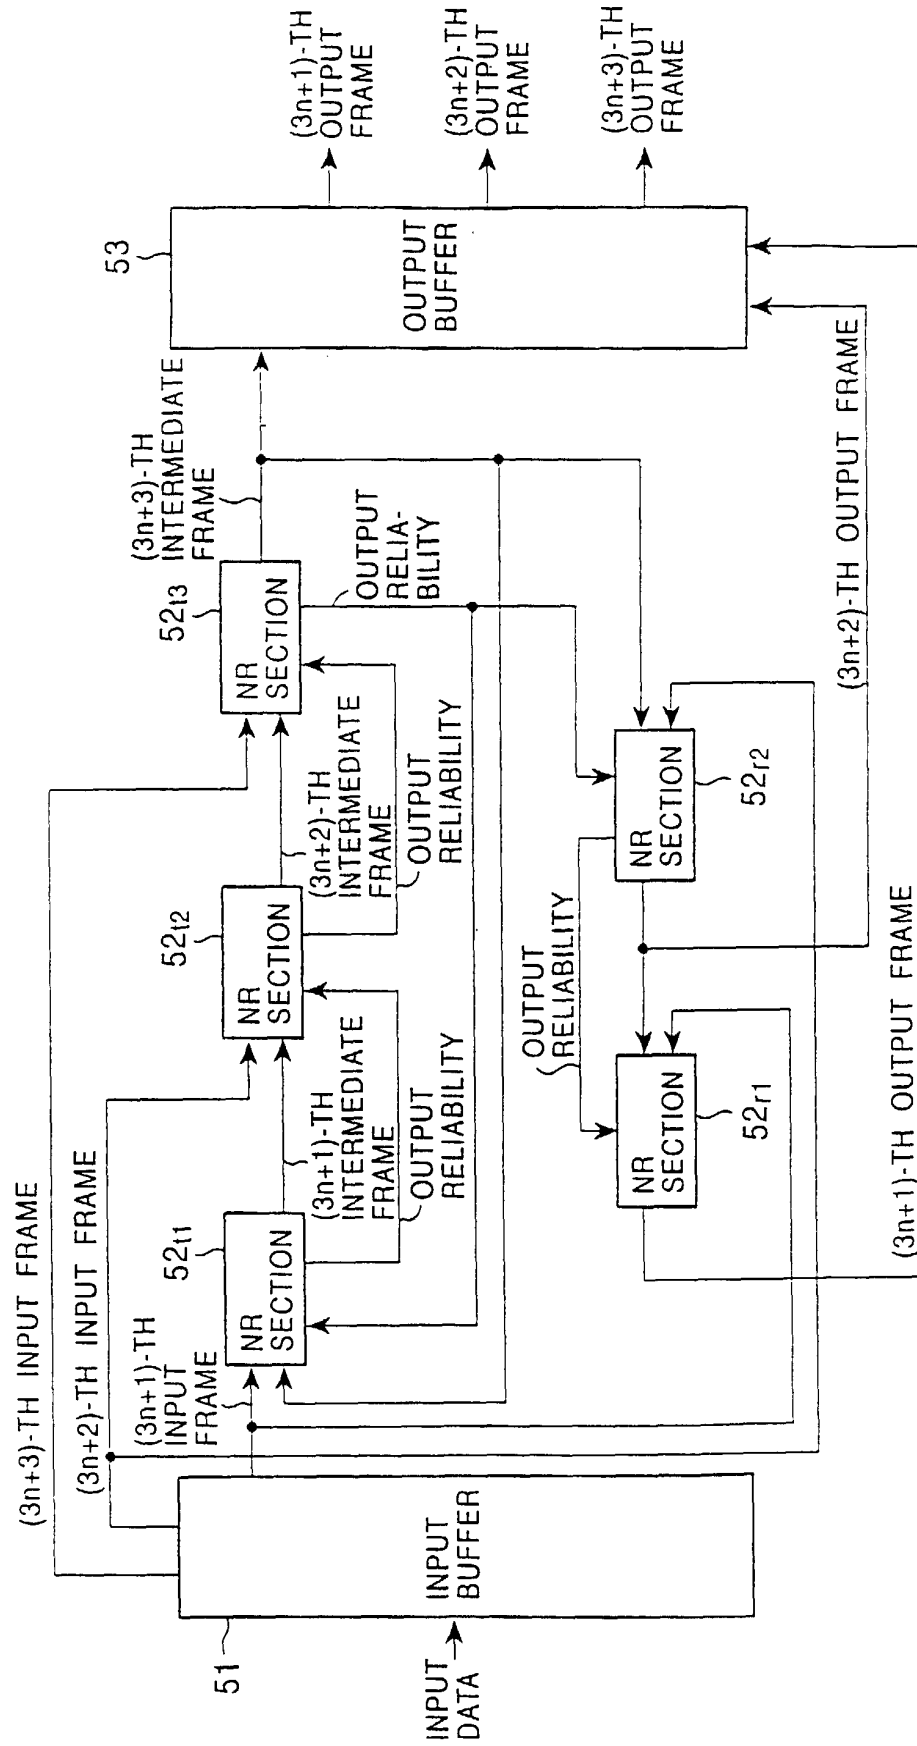 INPUT
DATA
51
INPUT
BUFFER
(3n+3)-TH INPUT FRAME
(3n+2)-TH INPUT FRAME
(3n+1)-TH
INPUT
FRAME
52t1
NR
SECTION
(3n+1)-TH
INTERMEDIATE
FRAME
OUTPUT RELIABILITY
52t2
NR
SECTION
(3n+2)-TH
INTERMEDIATE
FRAME
OUTPUT RELIABILITY
52t3
NR
SECTION
(3n+3)-TH
INTERMEDIATE
FRAME
OUTPUT
RELIA-
BILITY
53
OUTPUT
BUFFER
(3n+1)-TH
OUTPUT
FRAME
(3n+2)-TH
OUTPUT
FRAME
(3n+3)-TH
OUTPUT
FRAME
OUTPUT
RELIABILITY
NR
SECTION
52r1
NR
SECTION
52r2
(3n+2)-TH OUTPUT FRAME
(3n+1)-TH OUTPUT FRAME